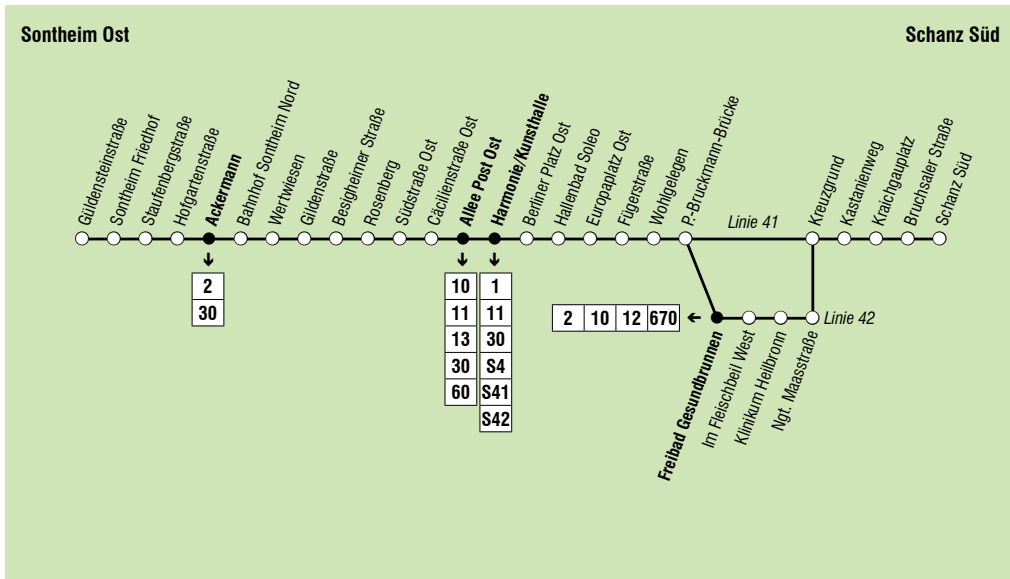 Sontheim Ost
Schanz Süd
Güldensteinstraße
Sontheim Friedhof
Staufenbergstraße
Hofgartenstraße
Ackermann
Bahnhof Sontheim Nord
Wertwiesen
Gildenstraße
Besigheimer Straße
Rosenberg
Südstraße Ost
Cäcilienstraße Ost
Allee Post Ost
Harmonie/Kunsthalle
Berliner Platz Ost
Hallenbad Soleo
Europaplatz Ost
Fügerstraße
Wohlgelegen
P.-Bruckmann-Brücke
Linie 41
Kreuzgrund
Kastanienweg
Kraichgauplatz
Bruchsaler Straße
Schanz Süd
2
30
10
11
13
30
60
1
11
30
S4
S41
S42
2 10 12 670
Linie 42
Freibad Gesundbrunnen
Im Fleischbeil West
Klinikum Heilbronn
Ngt. Maasstraße